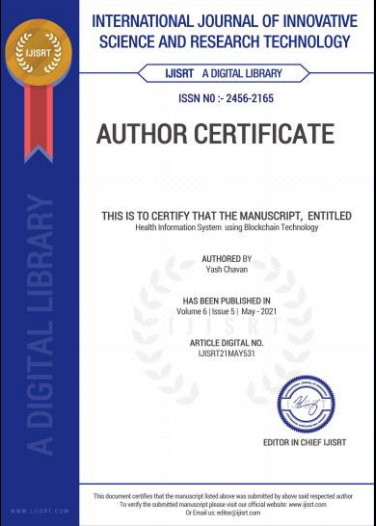 INTERNATIONAL JOURNAL OF INNOVATIVE
SCIENCE AND RESEARCH TECHNOLOGY
IJISRT
IJISRT A DIGITAL LIBRARY
ISSN NO :- 2456-2165
AUTHOR CERTIFICATE
THIS IS TO CERTIFY THAT THE MANUSCRIPT, ENTITLED
Health Information System using Blockchain Technology
AUTHORED BY
Yash Chavan
HAS BEEN PUBLISHED IN
Volume 6 | Issue 5 | May - 2021
IJISRT
ARTICLE DIGITAL NO.
IJISRT21MAY531
A DIGITAL LIBRARY
EDITOR IN CHIEF IJISRT
WWW.IJISRT.COM
This document certifies that the manuscript listed above was submitted by above said respected author
To verify the submitted manuscript please visit our official website: www.ijisrt.com
Or Email us: editor@ijisrt.com